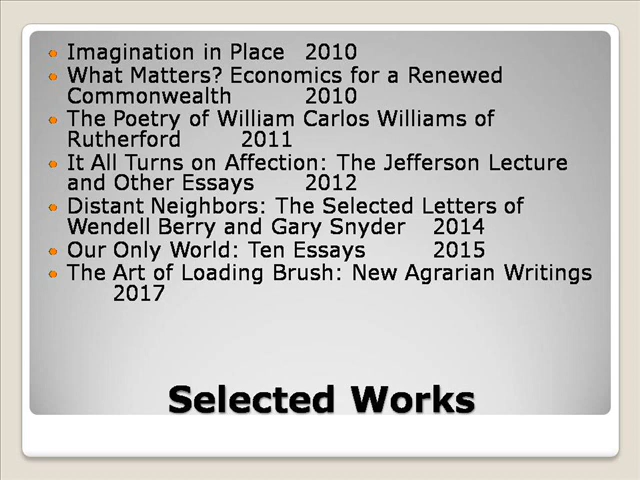 Imagination in Place 2010
What Matters? Economics for a Renewed
Commonwealth 2010
The Poetry of William Carlos Williams of
Rutherford 2011
It All Turns on Affection: The Jefferson Lecture
and Other Essays 2012
Distant Neighbors: The Selected Letters of
Wendell Berry and Gary Snyder 2014
Our Only World: Ten Essays 2015
The Art of Loading Brush: New Agrarian Writings
2017
Selected Works